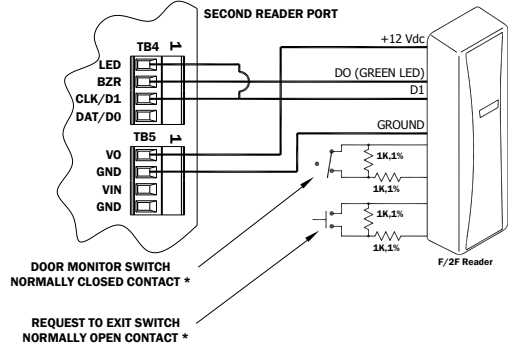 SECOND READER PORT
TB4 1
LED
BZR
CLK/D1
DAT/D0
TB5 1
VO
GND
VIN
GND
+12 Vdc
DO (GREEN LED)
D1
GROUND
1K,1%
1K,1%
1K,1%
1K,1%
F/2F Reader
DOOR MONITOR SWITCH
NORMALLY CLOSED CONTACT *
REQUEST TO EXIT SWITCH
NORMALLY OPEN CONTACT *